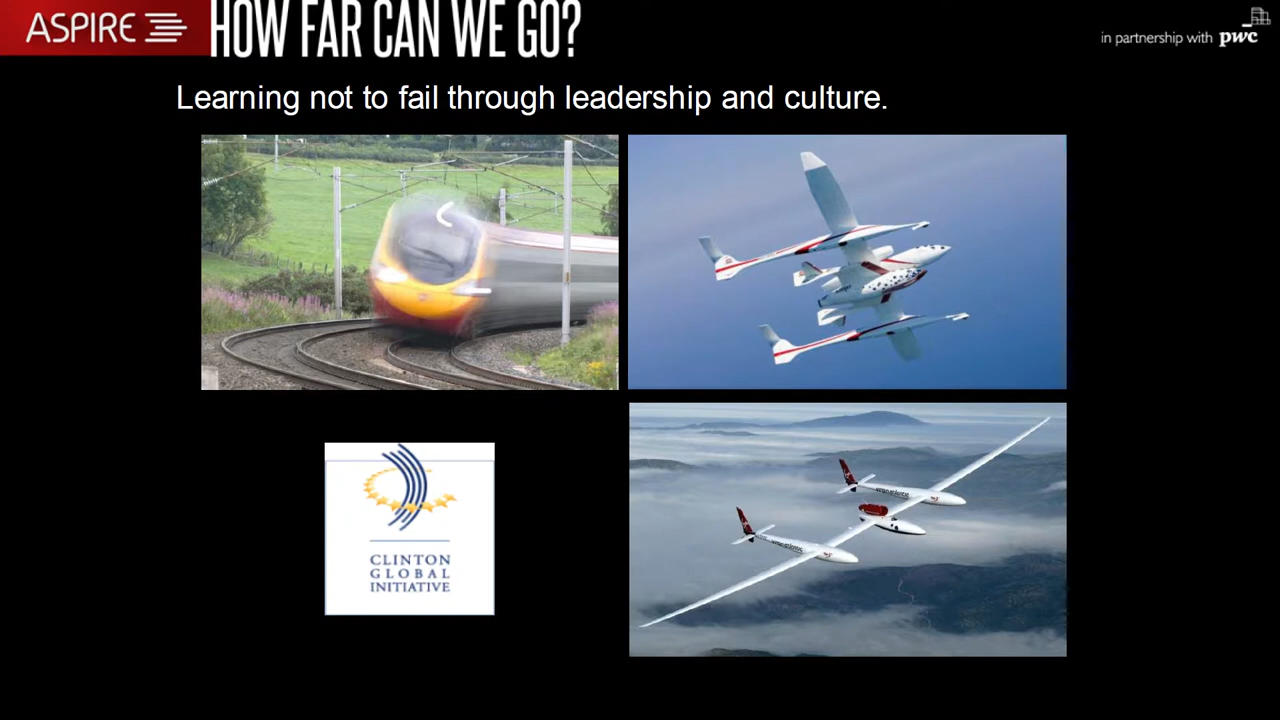 ASPIRE
HOW FAR CAN WE GO?
in partnership with pwc
Learning not to fail through leadership and culture.
CLINTON
GLOBAL
INITIATIVE